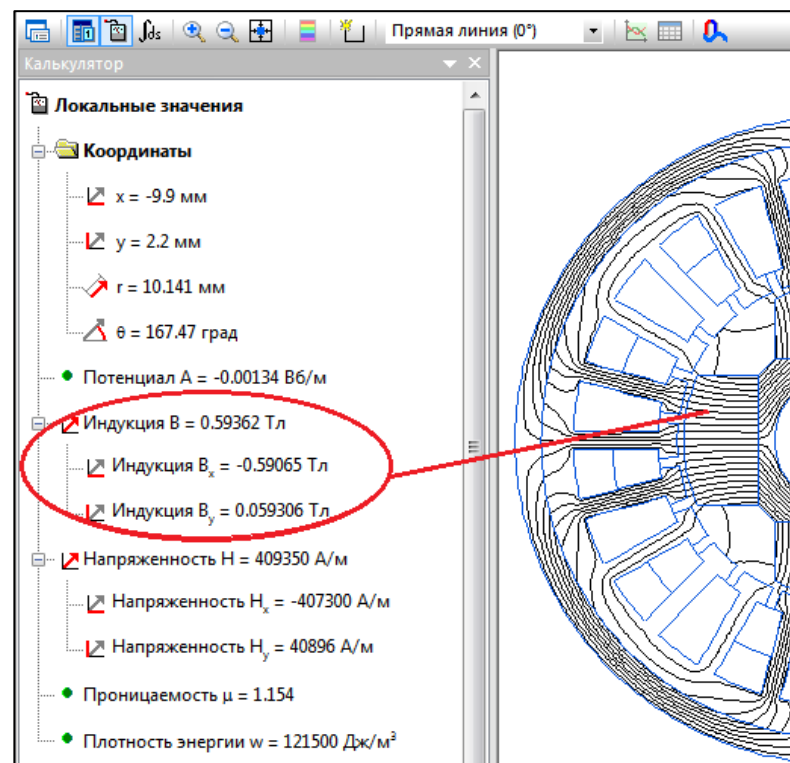 ∫ds Прямая линия (0°)
Калькулятор
Локальные значения
Координаты
x = -9.9 мм
y = 2.2 мм
r = 10.141 мм
θ = 167.47 град
Потенциал A = -0.00134 Вб/м
Индукция B = 0.59362 Тл
Индукция Bx = -0.59065 Тл
Индукция By = 0.059306 Тл
Напряженность H = 409350 А/м
Напряженность Hx = -407300 А/м
Напряженность Hy = 40896 А/м
Проницаемость μ = 1.154
Плотность энергии w = 121500 Дж/м³